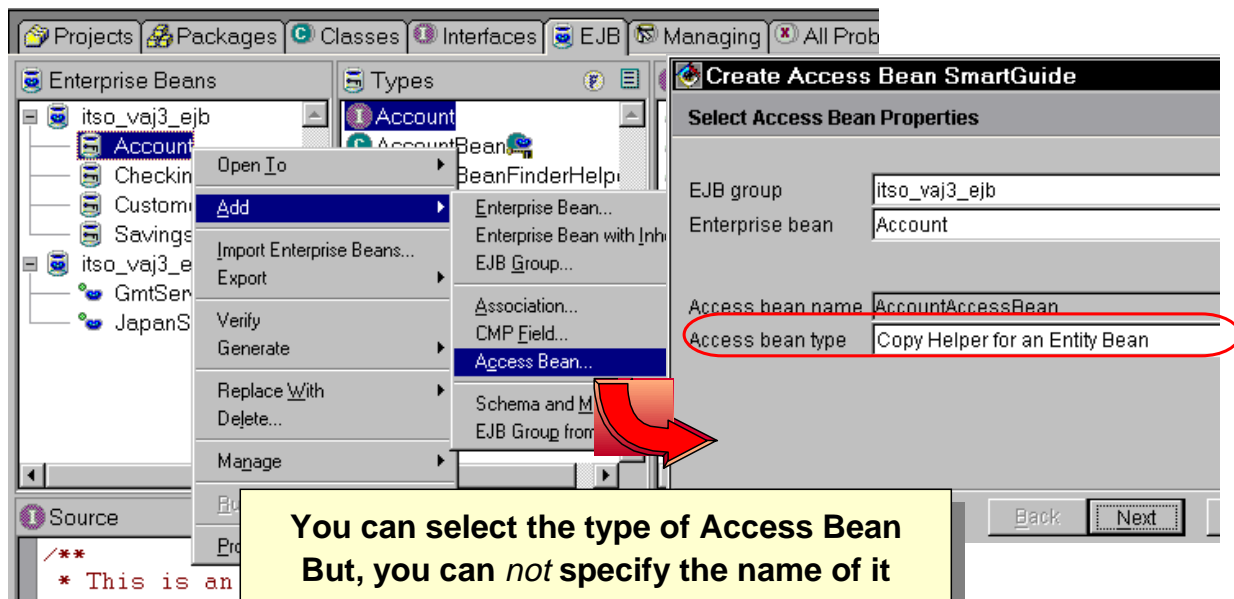 Projects Packages Classes Interfaces EJB Managing All Prob
Enterprise Beans
itso_vaj3_ejb
Account
Checkin
Custome
Savings
itso_vaj3_e
GmtSer
JapanS
Types
Account
AccountBean
BeanFinderHelp
Open To
Add
Import Enterprise Beans...
Export
Verify
Generate
Replace With
Delete...
Manage
Ru
Pro
Enterprise Bean...
Enterprise Bean with Inh
EJB Group...
Association...
CMP Field...
Access Bean...
Schema and M
EJB Group from
Create Access Bean SmartGuide
Select Access Bean Properties
EJB group itso_vaj3_ejb
Enterprise bean Account
Access bean name AccountAccessBean
Access bean type Copy Helper for an Entity Bean
Back Next
Source
/**
* This is an
You can select the type of Access Bean
But, you can not specify the name of it